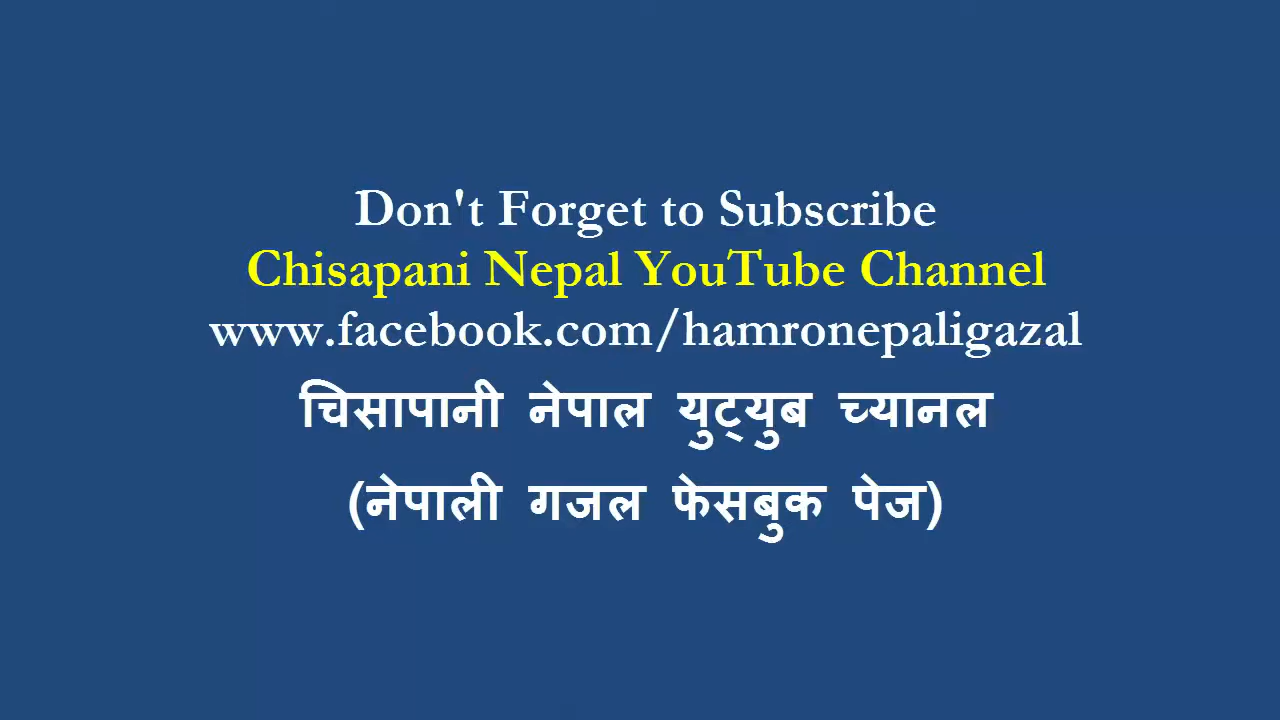 Don't Forget to Subscribe
Chisapani Nepal YouTube Channel
www.facebook.com/hamronepaligazal
चिसापानी नेपाल युट्युब च्यानल
(नेपाली गजल फेसबुक पेज)